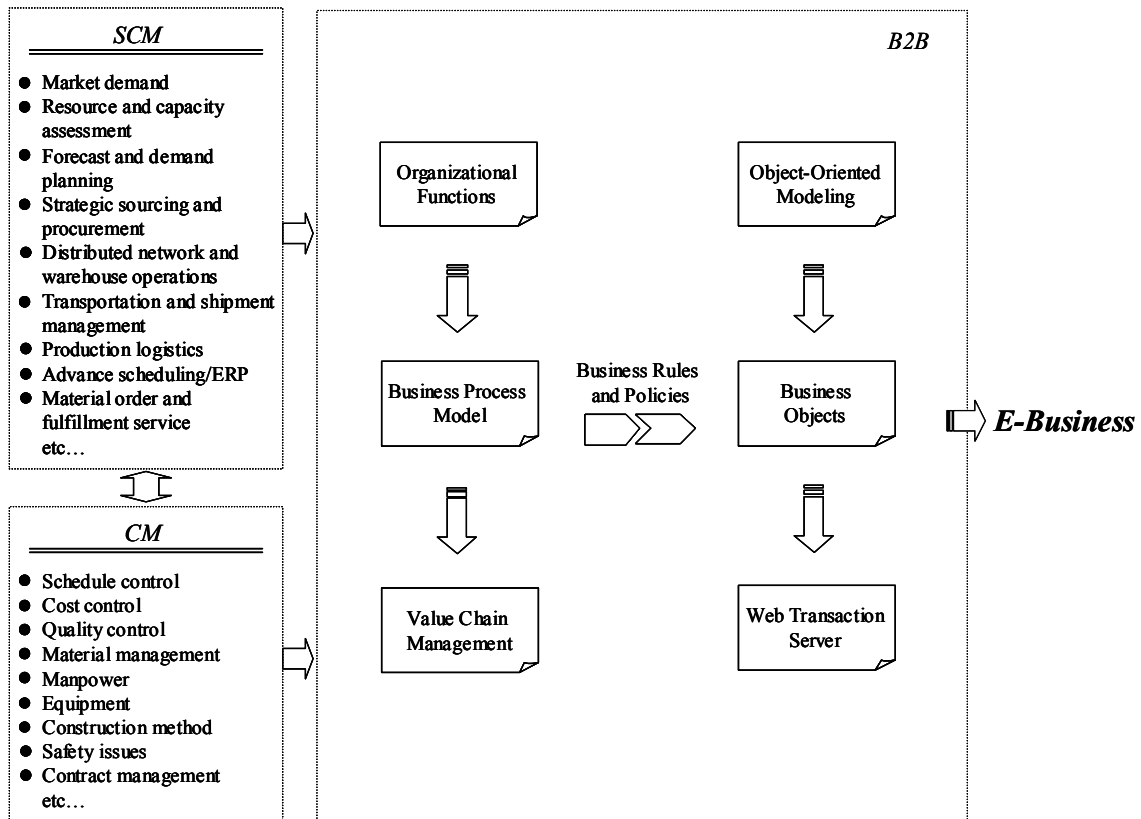 SCM
Market demand
Resource and capacity
assessment
Forecast and demand
planning
Strategic sourcing and
procurement
Distributed network and
warehouse operations
Transportation and shipment
management
Production logistics
Advance scheduling/ERP
Material order and
fulfillment service
etc…
CM
Schedule control
Cost control
Quality control
Material management
Manpower
Equipment
Construction method
Safety issues
Contract management
etc…
B2B
Organizational
Functions
Object-Oriented
Modeling
Business Process
Model
Business Rules
and Policies
Business
Objects
Value Chain
Management
Web Transaction
Server
E-Business